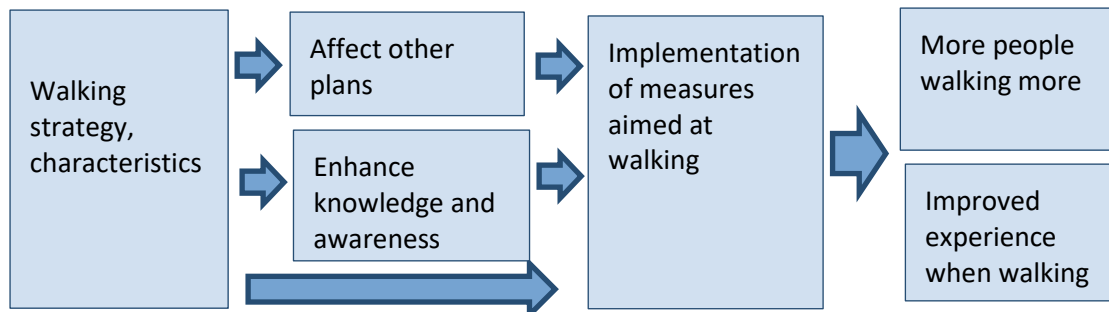 Walking
strategy,
characteristics
Affect other
plans
Enhance
knowledge and
awareness
Implementation
of measures
aimed at
walking
More people
walking more
Improved
experience
when walking